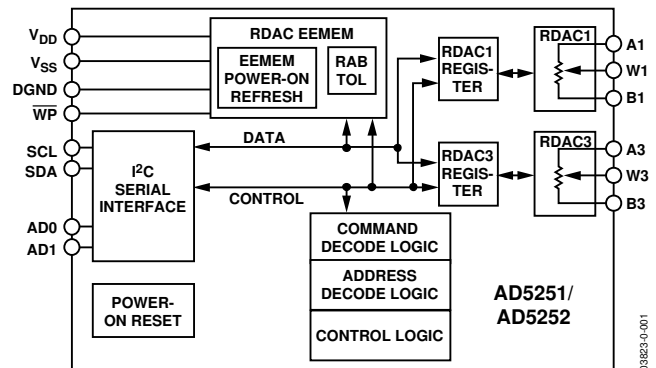 VDD
VSS
DGND
WP
SCL
SDA
AD0
AD1
RDAC EEMEM
EEMEM
POWER-ON
REFRESH
RAB
TOL
DATA
CONTROL
I2C
SERIAL
INTERFACE
POWER-
ON RESET
COMMAND
DECODE LOGIC
ADDRESS
DECODE LOGIC
CONTROL LOGIC
RDAC1
REGIS-
TER
RDAC3
REGIS-
TER
RDAC1
RDAC3
A1
W1
B1
A3
W3
B3
AD5251/
AD5252
03823-0-001